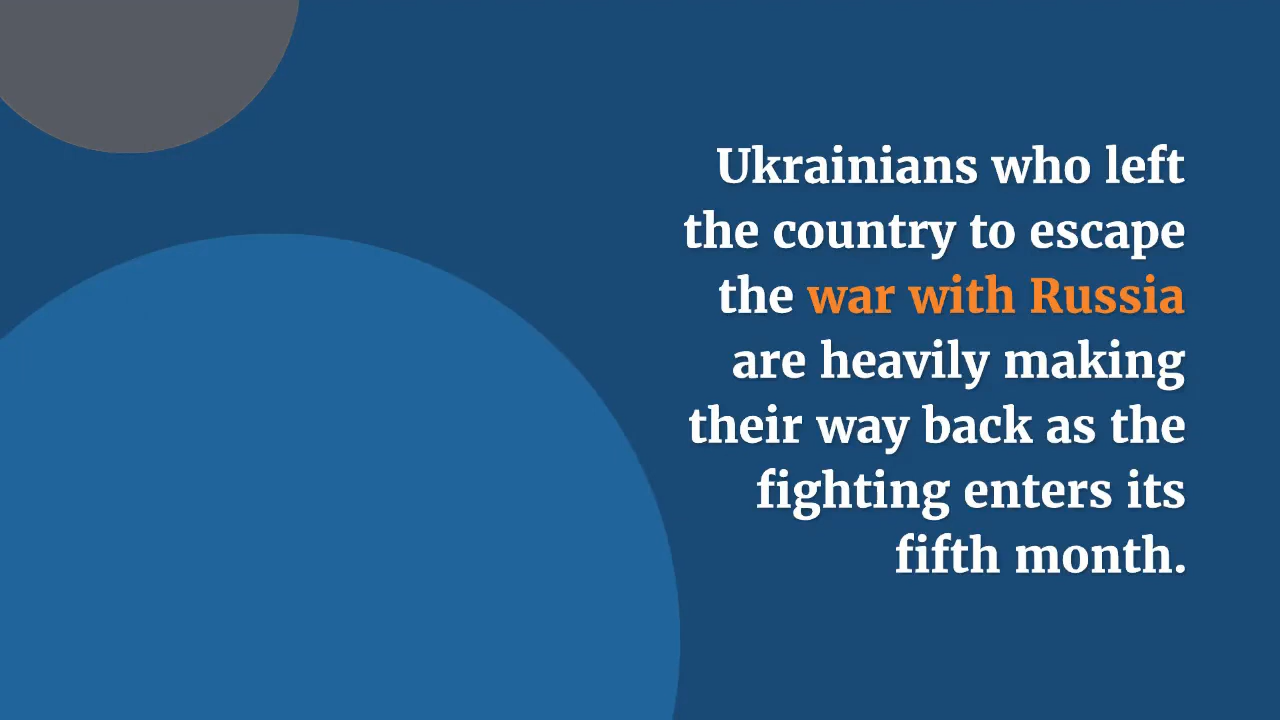 Ukrainians who left
the country to escape
the war with Russia
are heavily making
their way back as the
fighting enters its
fifth month.